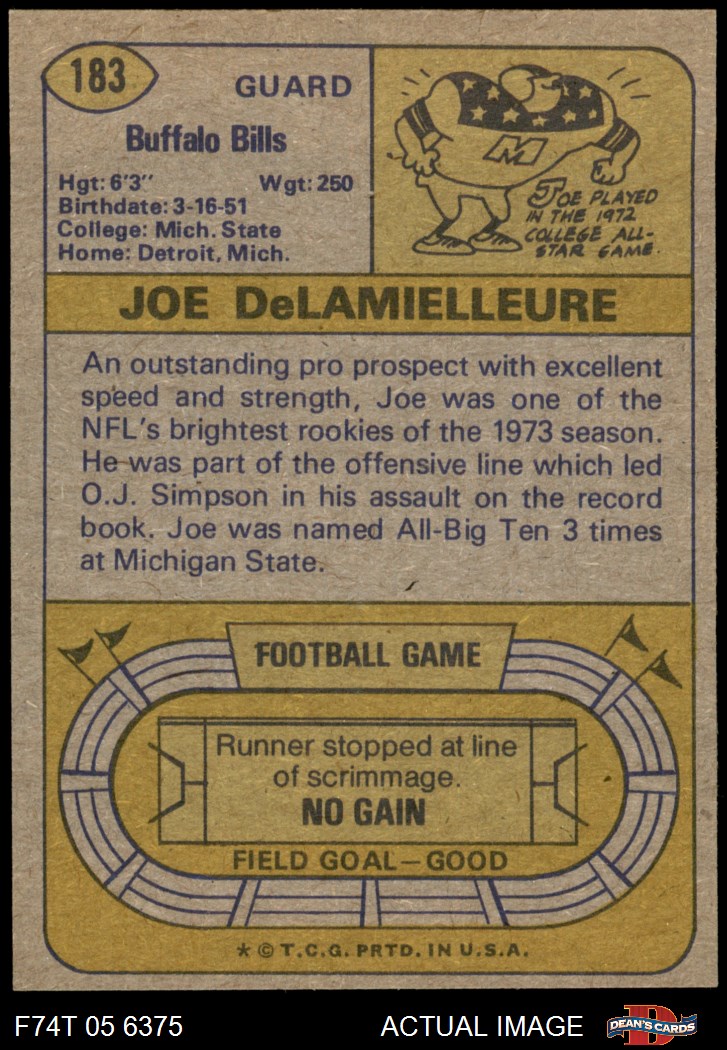 183
GUARD
Buffalo Bills
Hgt: 6'3" Wgt: 250
Birthdate: 3-16-51
College: Mich. State
Home: Detroit, Mich.
M
JOE PLAYED
IN THE 1972
COLLEGE ALL-
STAR GAME.
JOE DeLAMIELLEURE
An outstanding pro prospect with excellent
speed and strength, Joe was one of the
NFL's brightest rookies of the 1973 season.
He was part of the offensive line which led
O.J. Simpson in his assault on the record
book. Joe was named All-Big Ten 3 times
at Michigan State.
FOOTBALL GAME
Runner stopped at line
of scrimmage.
NO GAIN
FIELD GOAL—GOOD
* © T.C.G. PRTD. IN U.S.A.
F74T 05 6375 ACTUAL IMAGE
D
DEAN'S CARDS